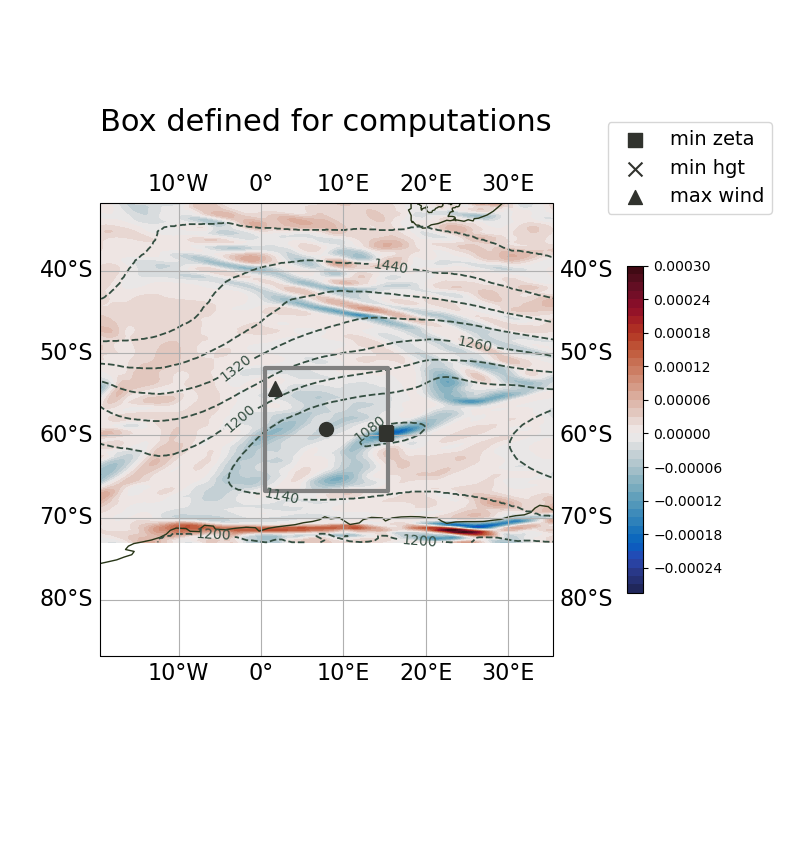 Box defined for computations
min zeta
min hgt
max wind
10°W 0° 10°E 20°E 30°E
40°S 40°S
50°S 50°S
60°S 60°S
70°S 70°S
80°S 80°S
10°W 0° 10°E 20°E 30°E
1440
1260
1320
1200
1080
1140
1200
1200
0.00030
0.00024
0.00018
0.00012
0.00006
0.00000
−0.00006
−0.00012
−0.00018
−0.00024